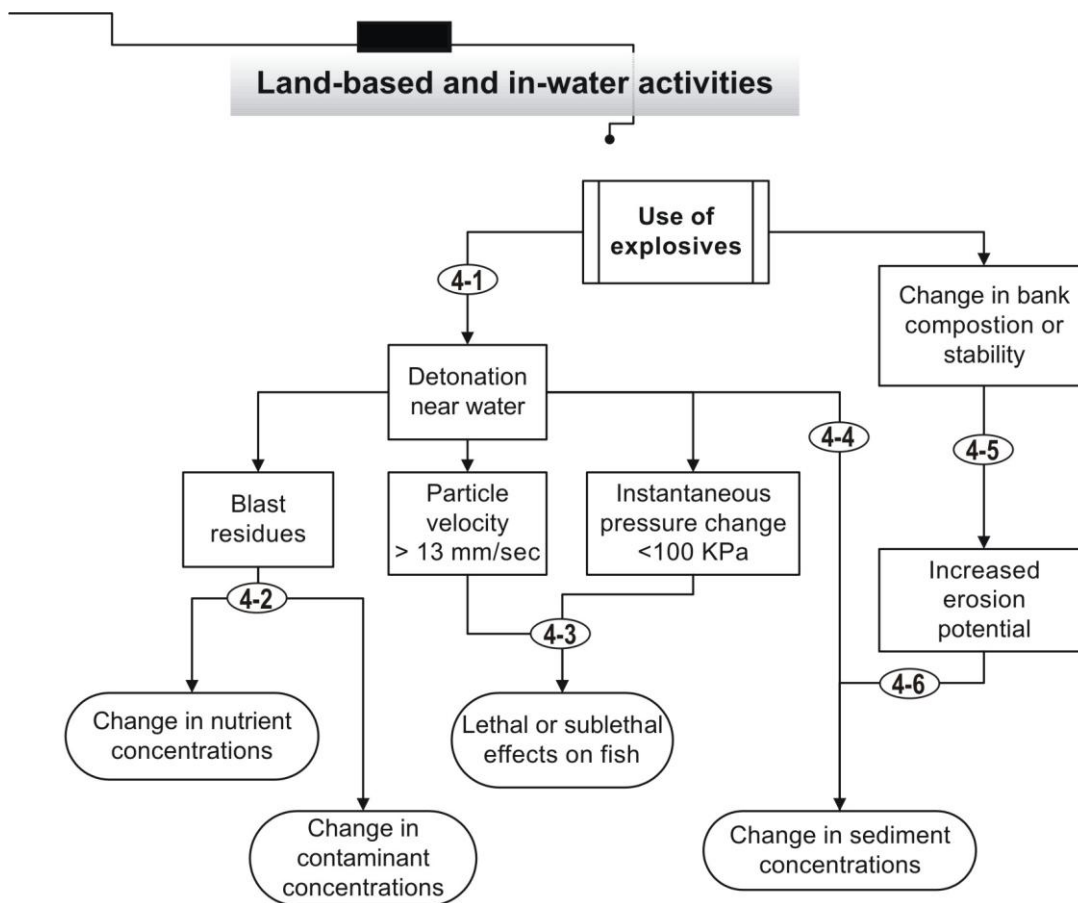 Land-based and in-water activities
Use of
explosives
4-1
Change in bank
compostion or
stability
Detonation
near water
4-4
4-5
Blast
residues
Particle
velocity
> 13 mm/sec
Instantaneous
pressure change
<100 KPa
Increased
erosion
potential
4-2
4-3
4-6
Change in nutrient
concentrations
Lethal or sublethal
effects on fish
Change in
contaminant
concentrations
Change in sediment
concentrations